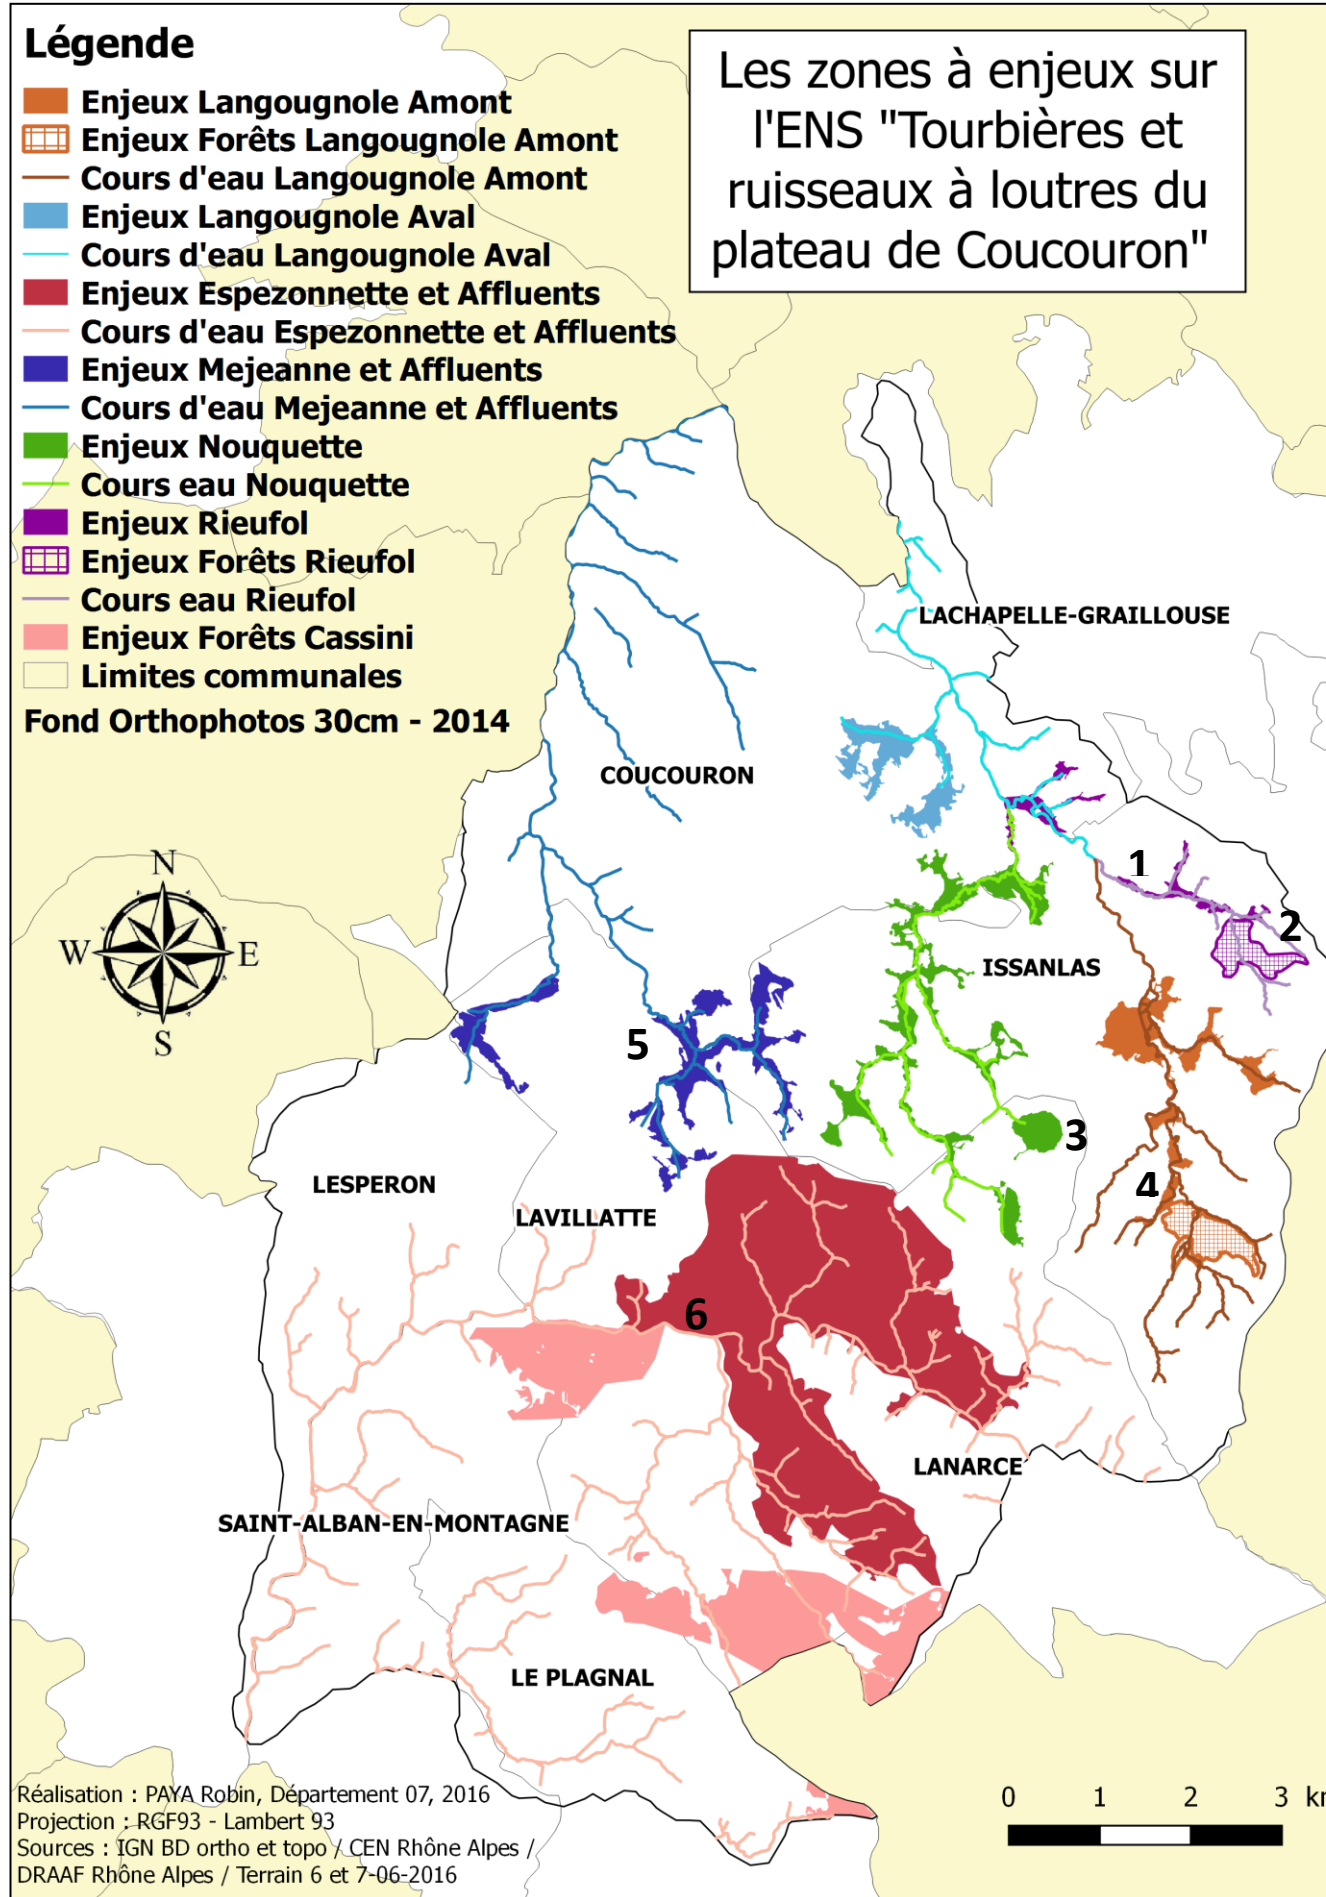 Légende
Enjeux Langougnole Amont
Enjeux Forêts Langougnole Amont
Cours d'eau Langougnole Amont
Enjeux Langougnole Aval
Cours d'eau Langougnole Aval
Enjeux Espezonnette et Affluents
Cours d'eau Espezonnette et Affluents
Enjeux Mejeanne et Affluents
Cours d'eau Mejeanne et Affluents
Enjeux Nouquette
Cours eau Nouquette
Enjeux Rieufol
Enjeux Forêts Rieufol
Cours eau Rieufol
Enjeux Forêts Cassini
Limites communales
Fond Orthophotos 30cm - 2014
Les zones à enjeux sur
l'ENS "Tourbières et
ruisseaux à loutres du
plateau de Coucouron"
LACHAPELLE-GRAILLOUSE
COUCOURON
1
2
N
W
E
S
ISSANLAS
5
3
4
LESPERON
LAVILLATTE
6
LANARCE
SAINT-ALBAN-EN-MONTAGNE
LE PLAGNAL
Réalisation : PAYA Robin, Département 07, 2016
Projection : RGF93 - Lambert 93
Sources : IGN BD ortho et topo / CEN Rhône Alpes /
DRAAF Rhône Alpes / Terrain 6 et 7-06-2016
0 1 2 3 km